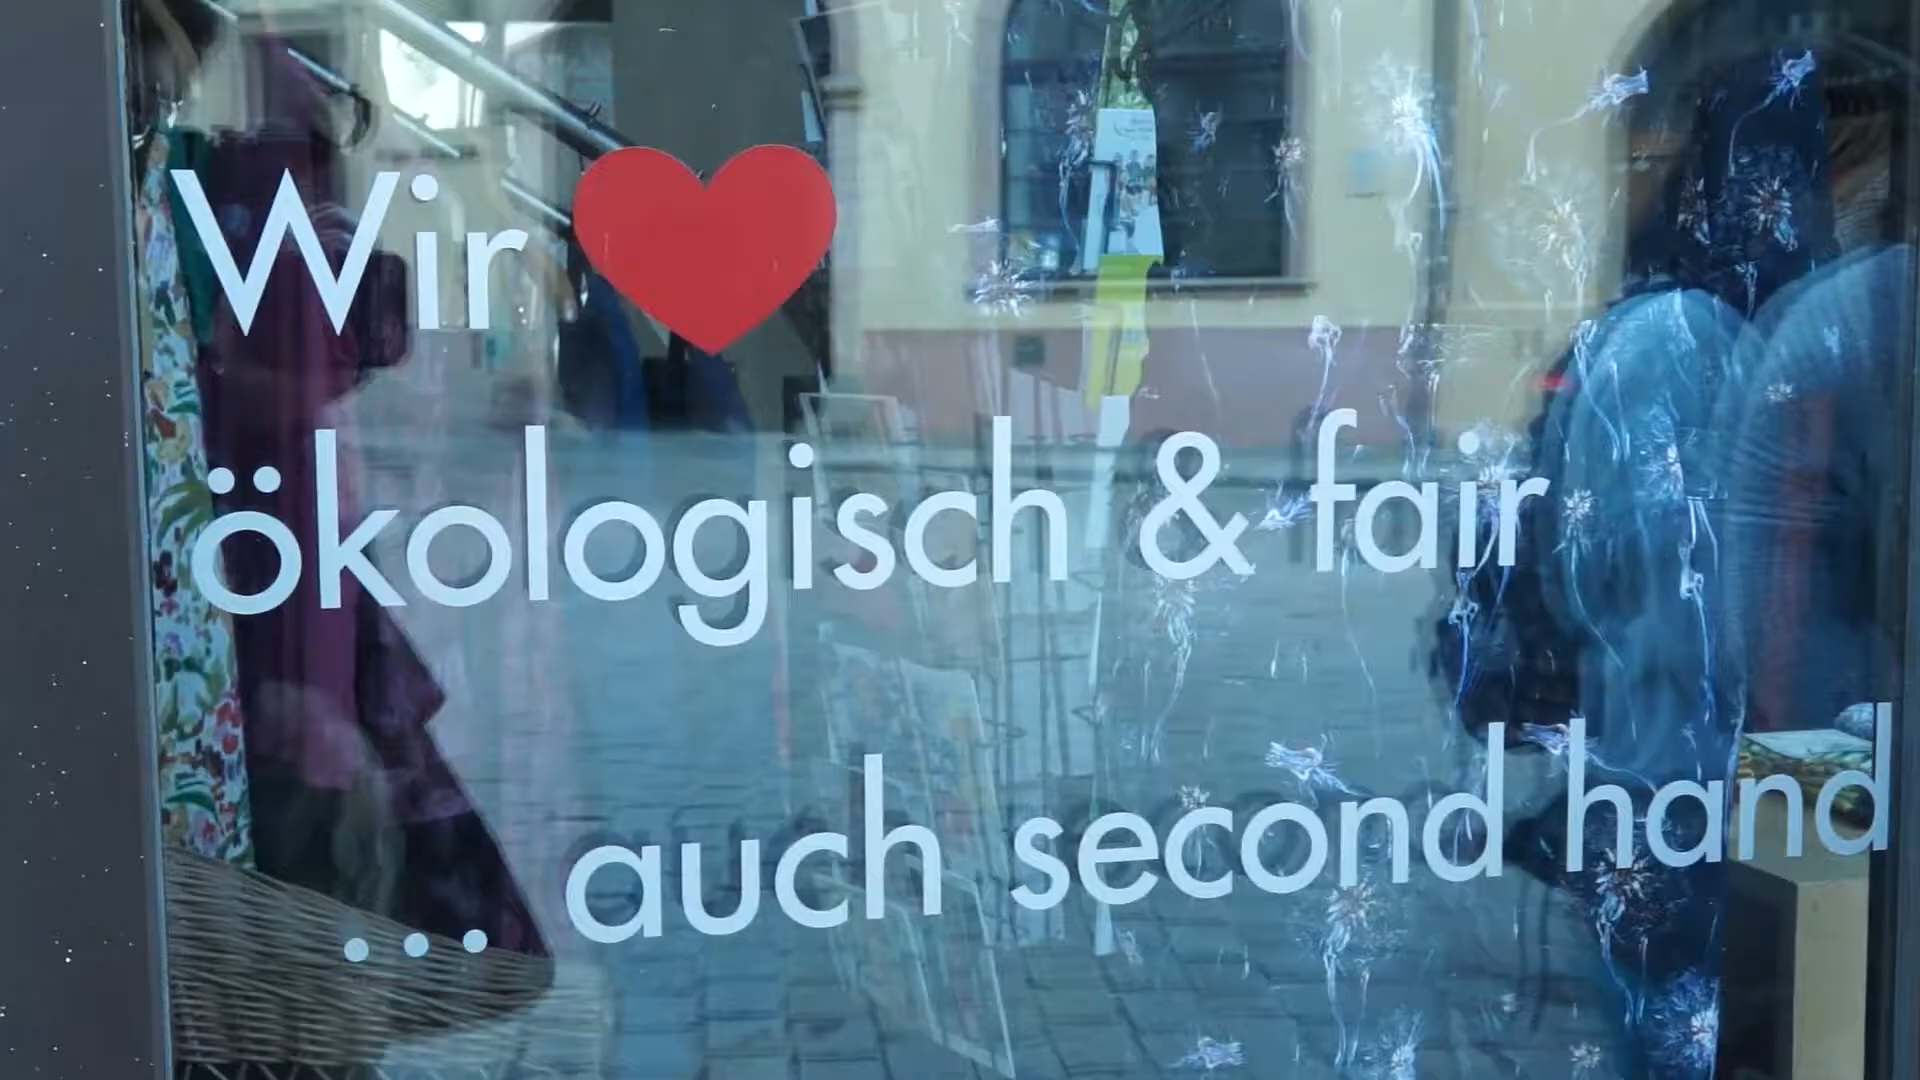 Wir ❤
ökologisch & fair
... auch second hand